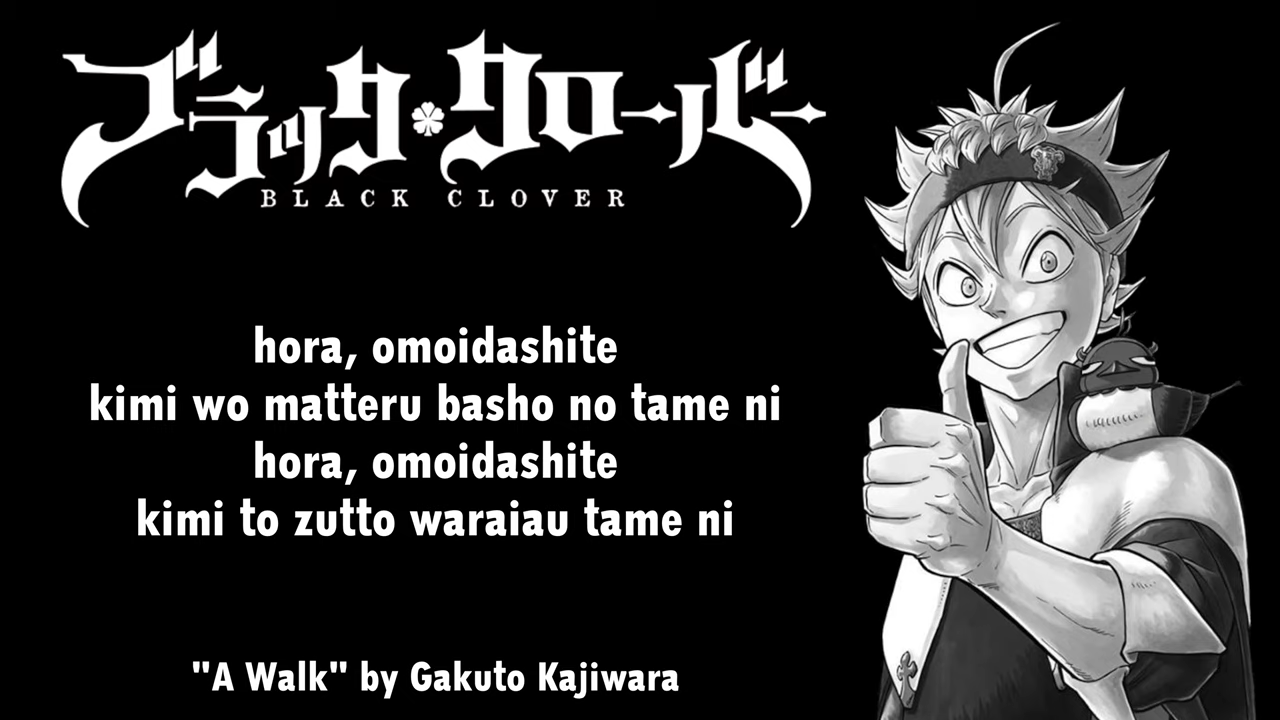 ブラック・クローバー
BLACK CLOVER
hora, omoidashite
kimi wo matteru basho no tame ni
hora, omoidashite
kimi to zutto waraiau tame ni
"A Walk" by Gakuto Kajiwara